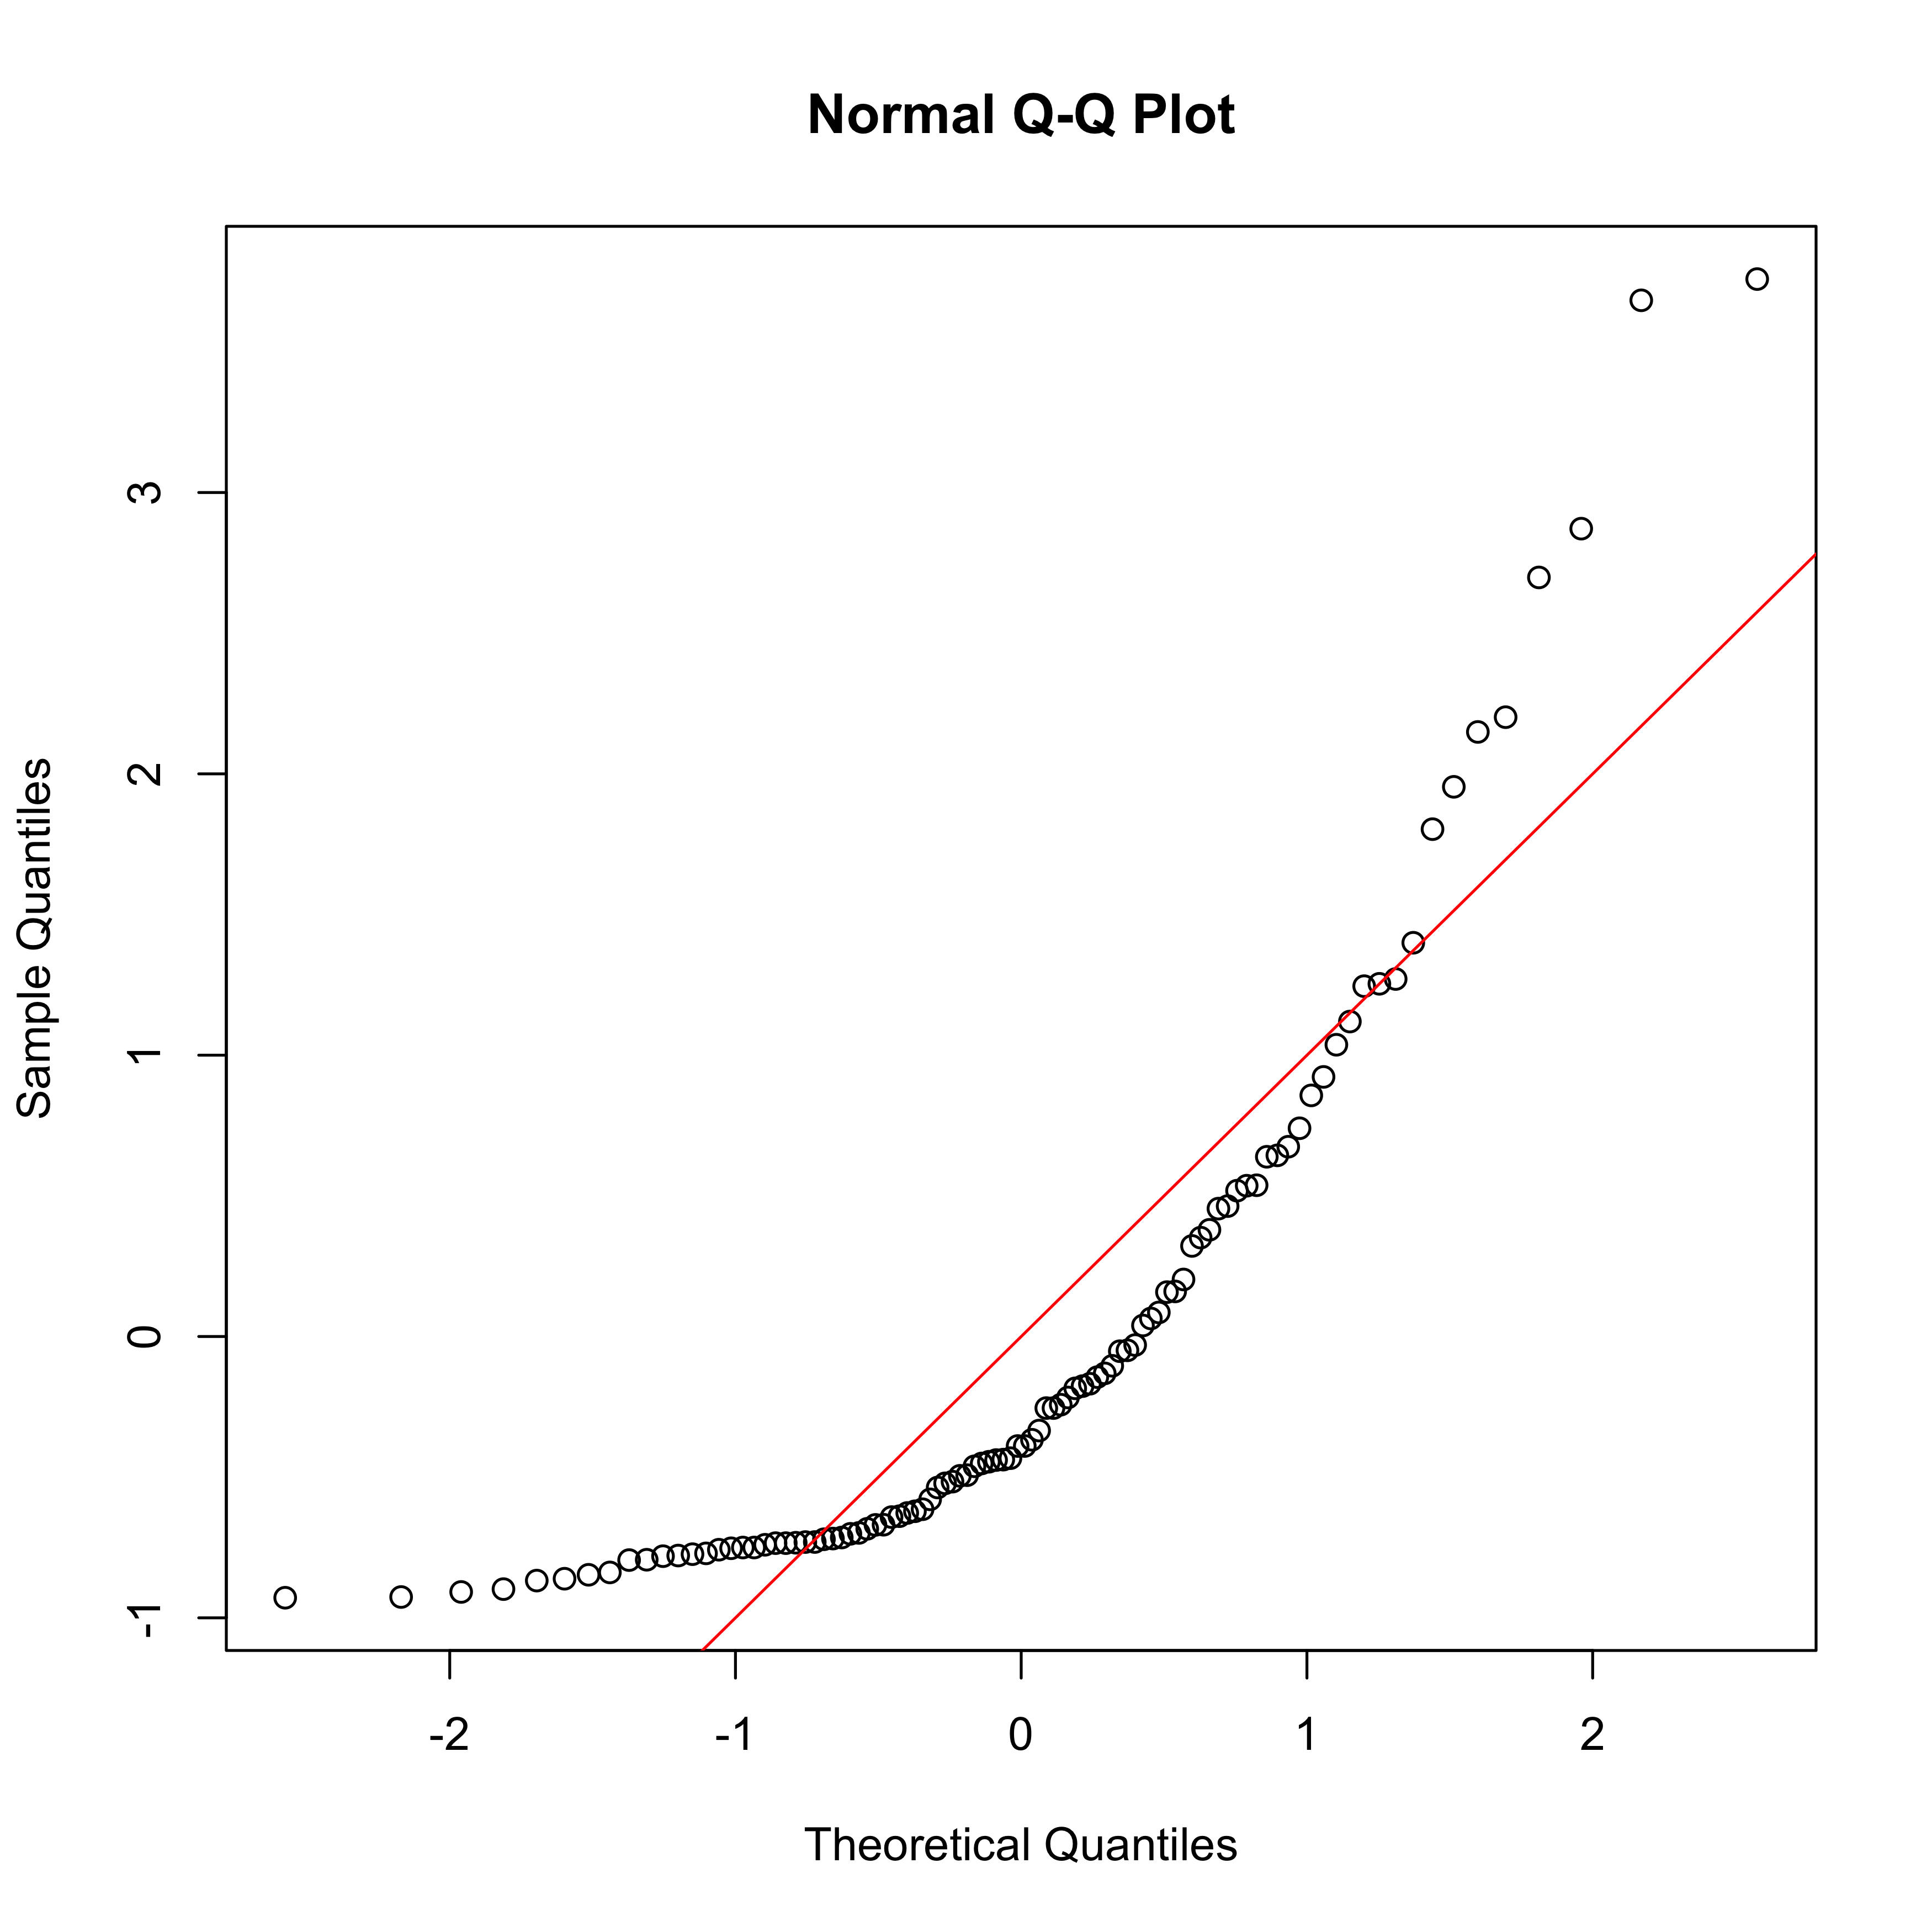 Normal Q-Q Plot
Sample Quantiles
3
2
1
0
-1
-2 -1 0 1 2
Theoretical Quantiles